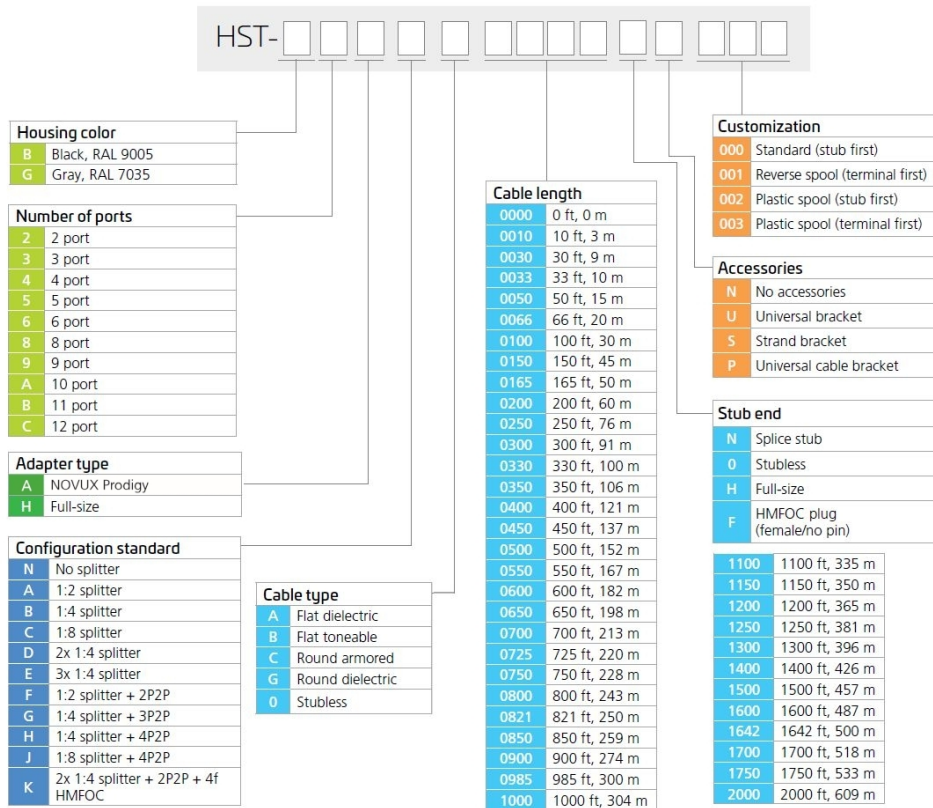 HST-
Housing color
B Black, RAL 9005
G Gray, RAL 7035
Number of ports
2 2 port
3 3 port
4 4 port
5 5 port
6 6 port
8 8 port
9 9 port
A 10 port
B 11 port
C 12 port
Adapter type
A NOVUX Prodigy
H Full-size
Configuration standard
N No splitter
A 1:2 splitter
B 1:4 splitter
C 1:8 splitter
D 2x 1:4 splitter
E 3x 1:4 splitter
F 1:2 splitter + 2P2P
G 1:4 splitter + 3P2P
H 1:4 splitter + 4P2P
J 1:8 splitter + 4P2P
K 2x 1:4 splitter + 2P2P + 4f
HMFOC
Cable type
A Flat dielectric
B Flat toneable
C Round armored
G Round dielectric
0 Stubless
Cable length
0000 0 ft, 0 m
0010 10 ft, 3 m
0030 30 ft, 9 m
0033 33 ft, 10 m
0050 50 ft, 15 m
0066 66 ft, 20 m
0100 100 ft, 30 m
0150 150 ft, 45 m
0165 165 ft, 50 m
0200 200 ft, 60 m
0250 250 ft, 76 m
0300 300 ft, 91 m
0330 330 ft, 100 m
0350 350 ft, 106 m
0400 400 ft, 121 m
0450 450 ft, 137 m
0500 500 ft, 152 m
0550 550 ft, 167 m
0600 600 ft, 182 m
0650 650 ft, 198 m
0700 700 ft, 213 m
0725 725 ft, 220 m
0750 750 ft, 228 m
0800 800 ft, 243 m
0821 821 ft, 250 m
0850 850 ft, 259 m
0900 900 ft, 274 m
0985 985 ft, 300 m
1000 1000 ft, 304 m
1100 1100 ft, 335 m
1150 1150 ft, 350 m
1200 1200 ft, 365 m
1250 1250 ft, 381 m
1300 1300 ft, 396 m
1400 1400 ft, 426 m
1500 1500 ft, 457 m
1600 1600 ft, 487 m
1642 1642 ft, 500 m
1700 1700 ft, 518 m
1750 1750 ft, 533 m
2000 2000 ft, 609 m
Stub end
N Splice stub
0 Stubless
H Full-size
F HMFOC plug
(female/no pin)
Accessories
N No accessories
U Universal bracket
S Strand bracket
P Universal cable bracket
Customization
000 Standard (stub first)
001 Reverse spool (terminal first)
002 Plastic spool (stub first)
003 Plastic spool (terminal first)